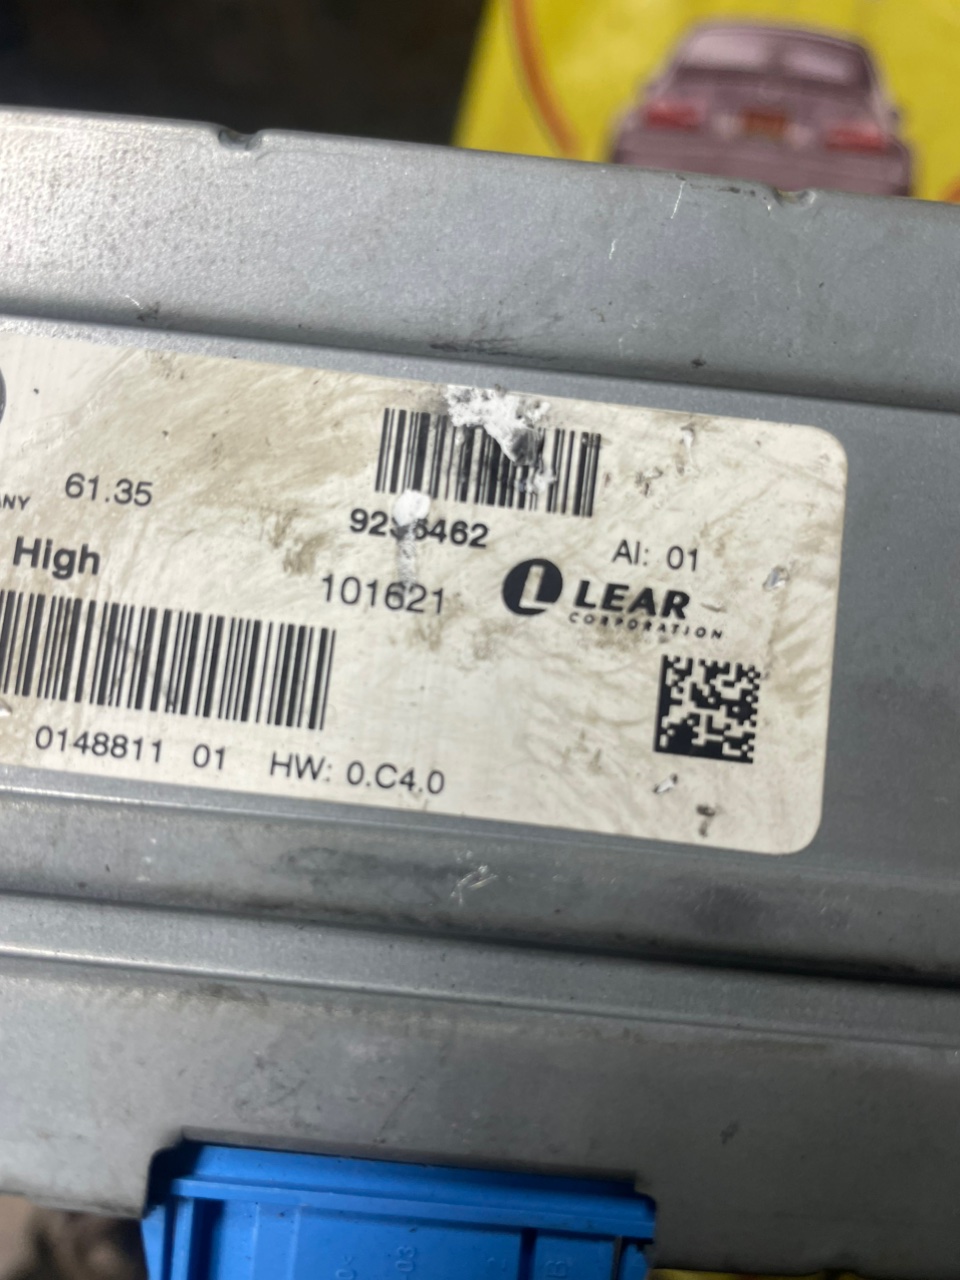 61.35
High
AI: 01
101621
LEAR
CORPORATION
0148811 01 HW: 0.C4.0